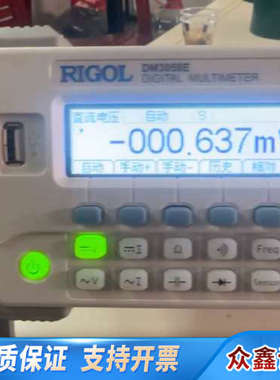 RIGOL DM3058E
DIGITAL MULTIMETER
直流电压 自动 S
-000.637m
自动 手动+ 手动- 历史
Ω Freq
Sensor
质保证 支持开票 众鑫